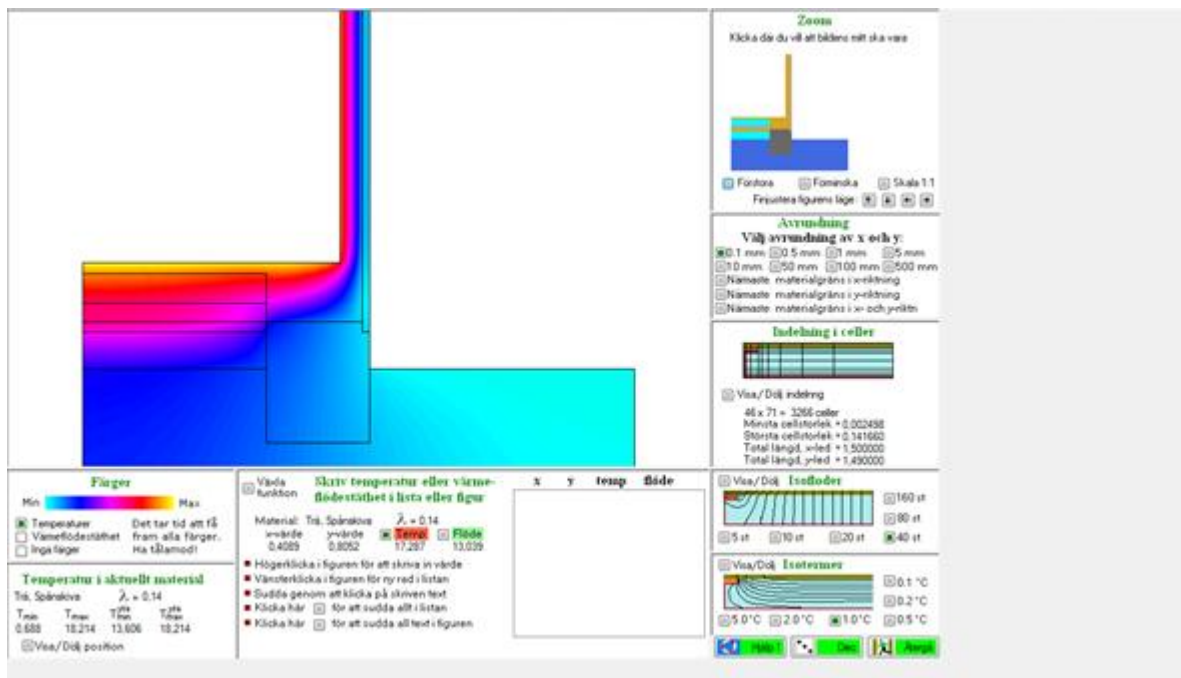 Zoom
Klicka där du vill att bildens mitt ska vara
Förstora Förminska Skala 1:1
Finjustera figurens läge:
Avrundning
Välj avrundning av x och y:
0.1 mm 0.5 mm 1 mm 5 mm
10 mm 50 mm 100 mm 500 mm
Närmaste materialgräns i x-riktning
Närmaste materialgräns i y-riktning
Närmaste materialgräns i x- och y-riktn
Indelning i celler
Visa/Dölj indelning
46 x 71 = 3266 celler
Minsta cellstorlek = 0,002498
Största cellstorlek = 0,141660
Total längd, x-led = 1,500000
Total längd, y-led = 1,490000
Färger
Min Max
Temperaturer
Värmeflödestäthet
Inga färger
Det tar tid att få
fram alla färger.
Ha tålamod!
Temperatur i aktuellt material
Trä, Spånskiva λ = 0.14
Tmin Tmax
0,688 18,214 13,606 18,214
Visa/Dölj position
Växla
funktion
Skriv temperatur eller värme-
flödestäthet i lista eller figur
Material: Trä, Spånskiva λ = 0.14
x-värde y-värde Temp Flöde
0,4089 0,8052 17,287 13,039
Högerklicka i figuren för att skriva in värde
Vänsterklicka i figuren för ny rad i listan
Sudda genom att klicka på skriven text
Klicka här för att sudda allt i listan
Klicka här för att sudda all text i figuren
x y temp flöde
Visa/Dölj Isofloder
160 st
80 st
5 st 10 st 20 st 40 st
Visa/Dölj Isotermer
0.1 °C
0.2 °C
5.0°C 2.0°C 1.0°C 0.5°C
Hjälp ! Dec Återgå